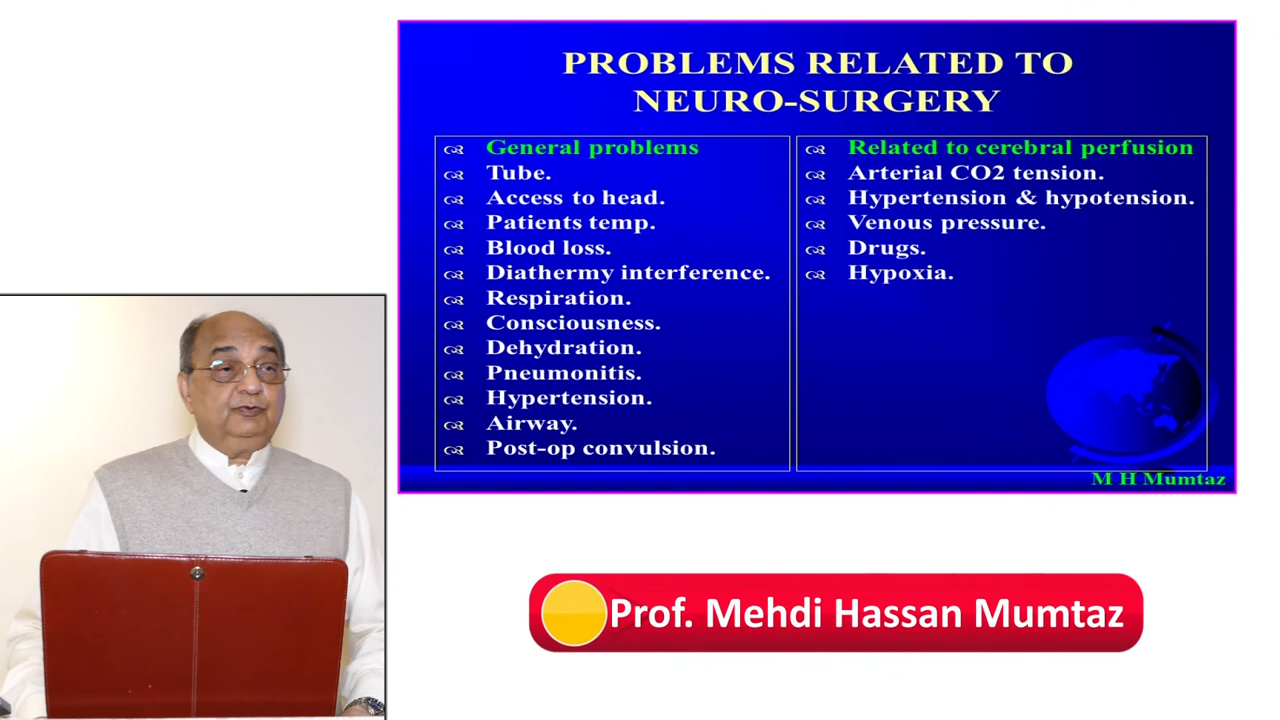 PROBLEMS RELATED TO
NEURO-SURGERY
General problems
Tube.
Access to head.
Patients temp.
Blood loss.
Diathermy interference.
Respiration.
Consciousness.
Dehydration.
Pneumonitis.
Hypertension.
Airway.
Post-op convulsion.
Related to cerebral perfusion
Arterial CO2 tension.
Hypertension & hypotension.
Venous pressure.
Drugs.
Hypoxia.
M H Mumtaz
Prof. Mehdi Hassan Mumtaz